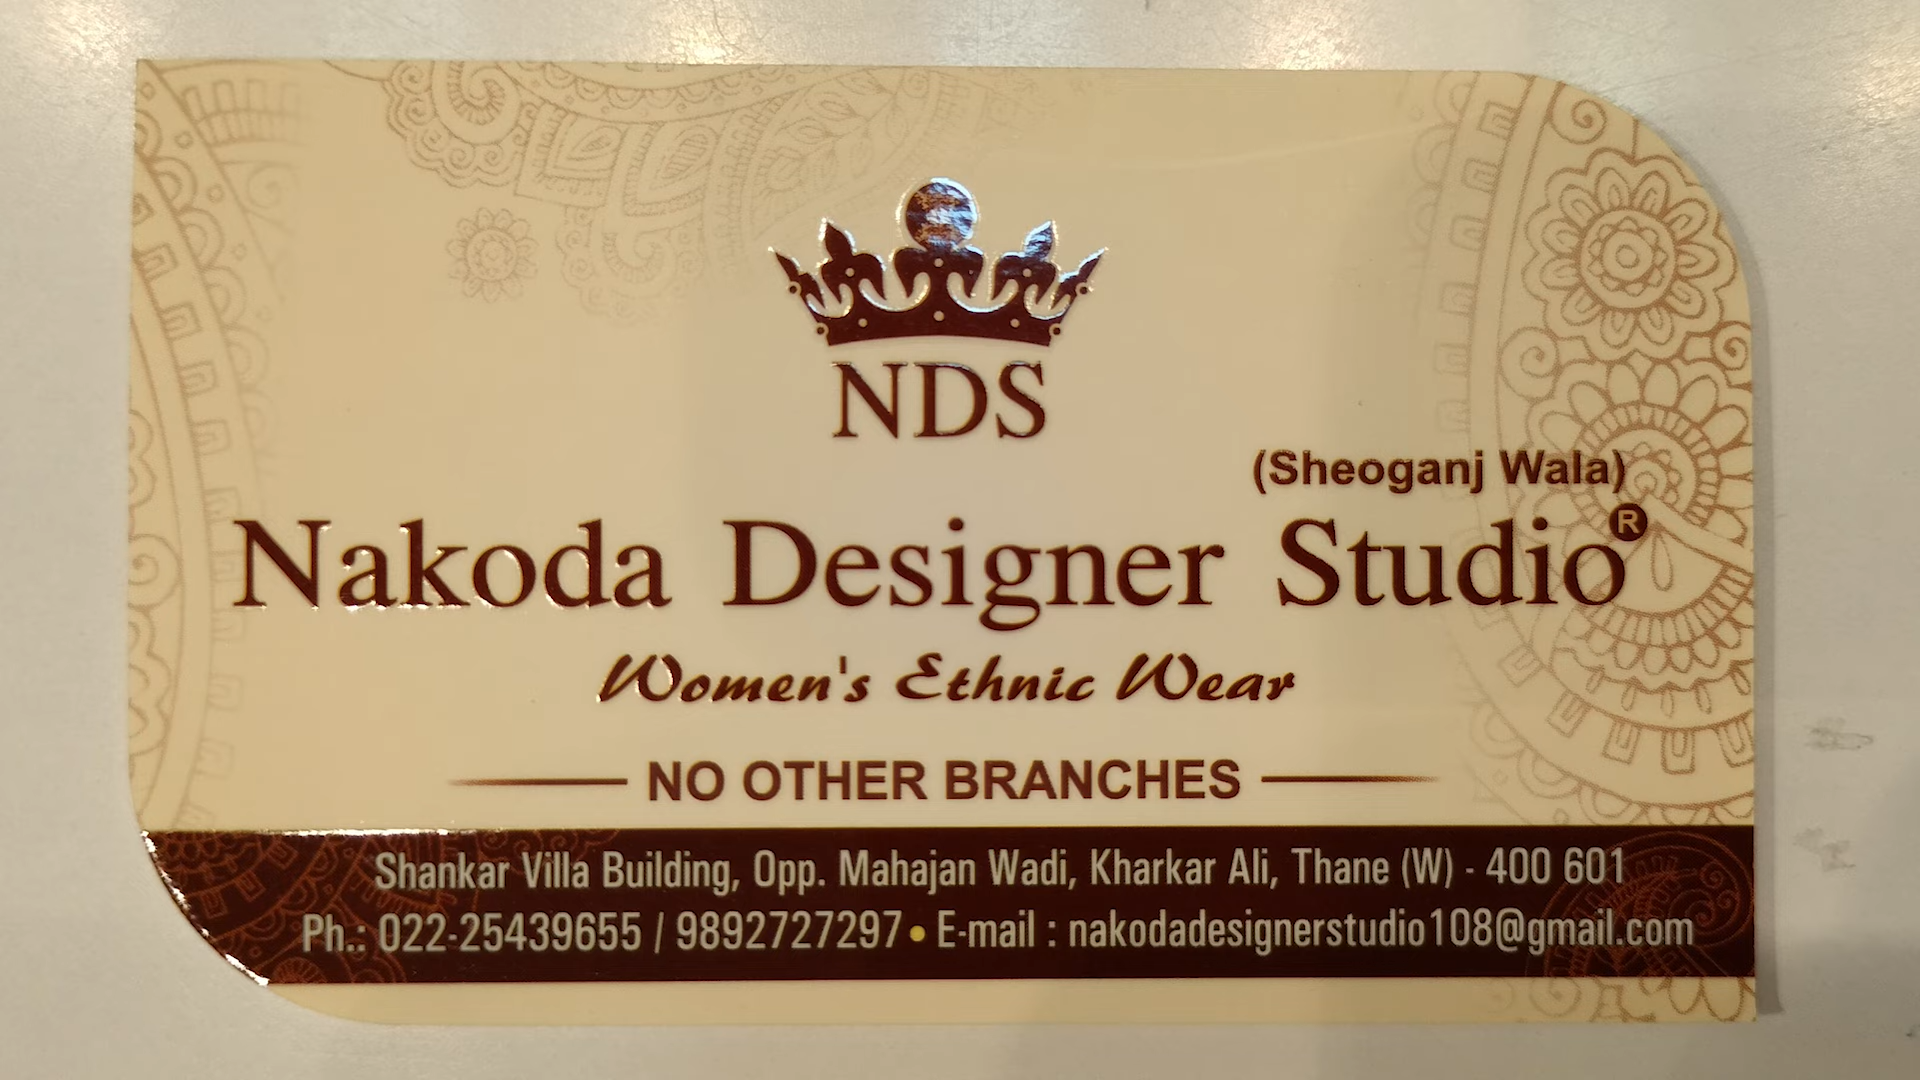 NDS
(Sheoganj Wala)
Nakoda Designer Studio®
Women's Ethnic Wear
NO OTHER BRANCHES
Shankar Villa Building, Opp. Mahajan Wadi, Kharkar Ali, Thane (W) - 400 601
Ph.: 022-25439655 / 9892727297 • E-mail : nakodadesignerstudio108@gmail.com